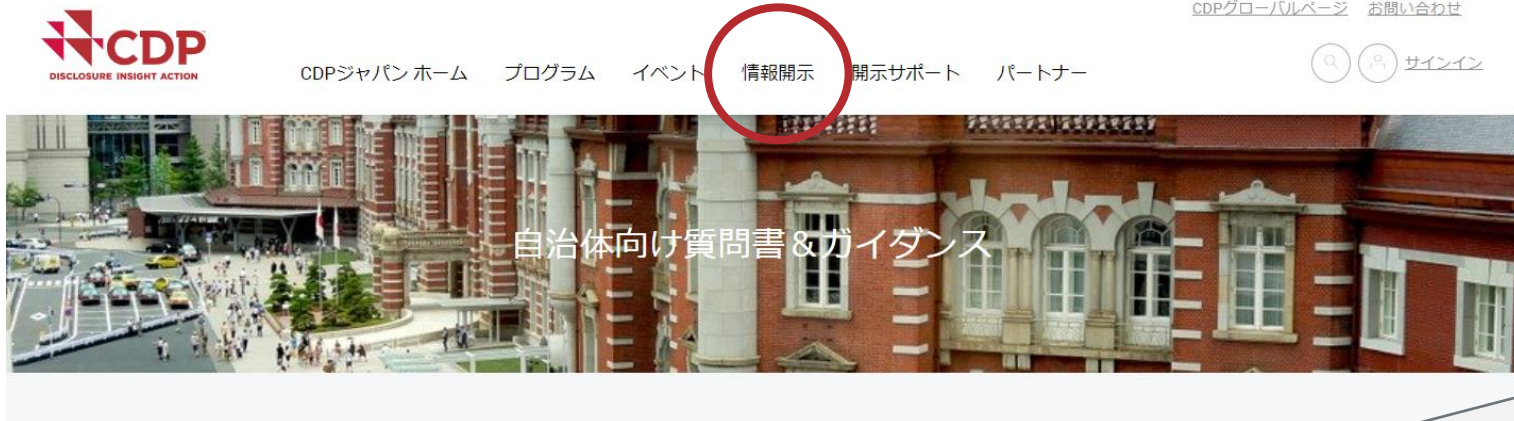 CDPグローバルページ お問い合わせ
CDP
DISCLOSURE INSIGHT ACTION
CDPジャパン ホーム プログラム イベント 情報開示 開示サポート パートナー サインイン
自治体向け質問書&ガイダンス